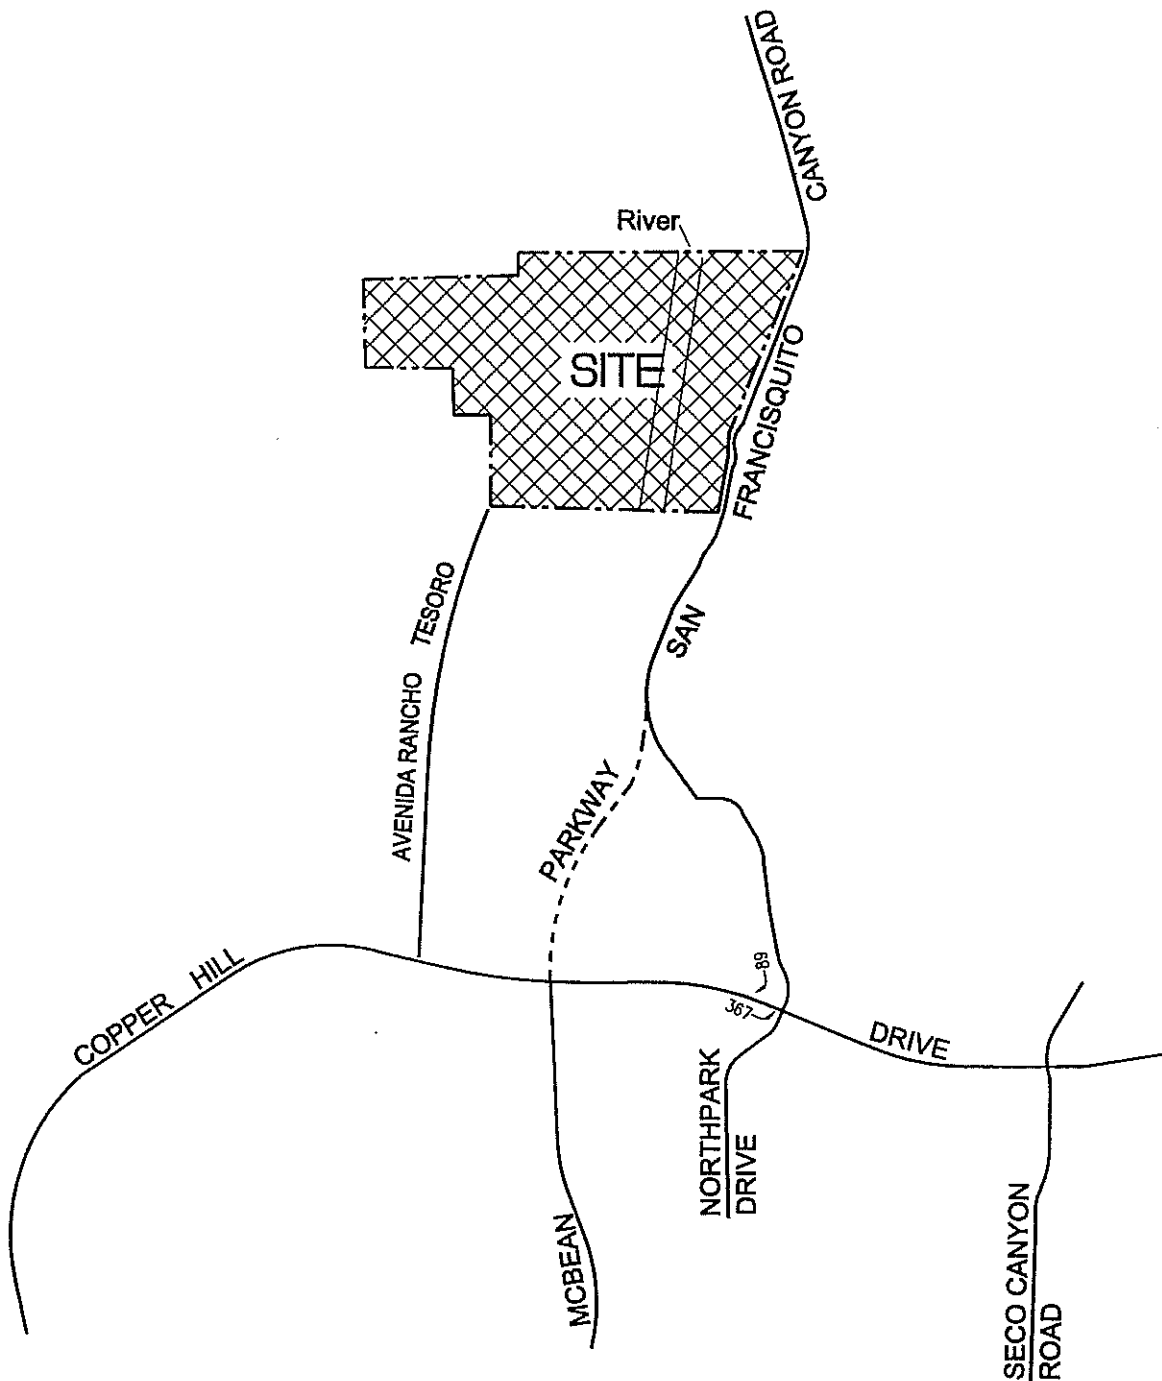 CANYON ROAD
River
SITE
FRANCISQUITO
SAN
AVENIDA RANCHO TESORO
PARKWAY
COPPER HILL
89
367
DRIVE
NORTHPARK
DRIVE
MCBEAN
SECO CANYON
ROAD